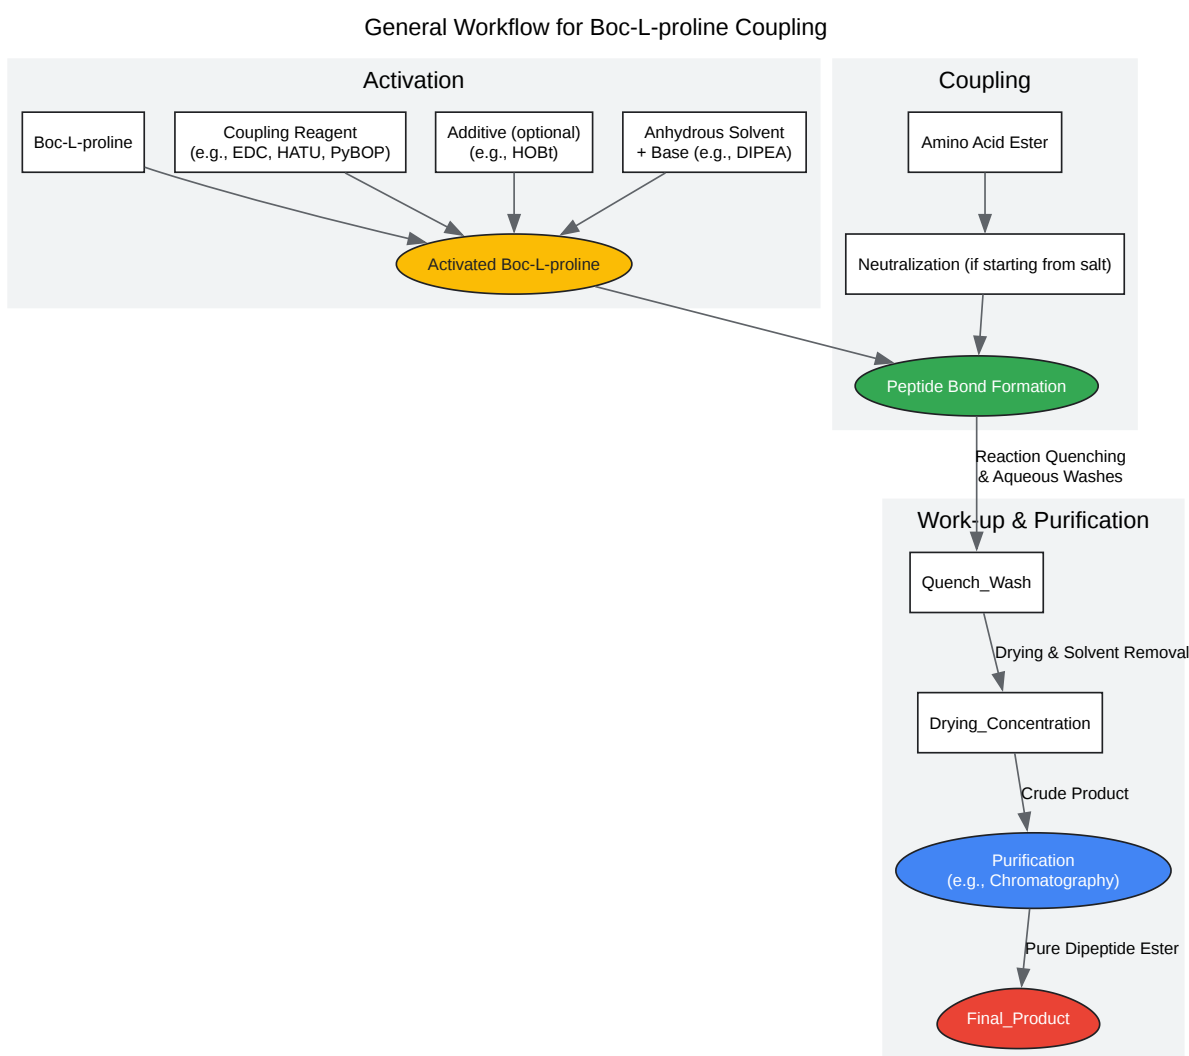 General Workflow for Boc-L-proline Coupling
Activation
Boc-L-proline
Coupling Reagent
(e.g., EDC, HATU, PyBOP)
Additive (optional)
(e.g., HOBt)
Anhydrous Solvent
+ Base (e.g., DIPEA)
Activated Boc-L-proline
Coupling
Amino Acid Ester
Neutralization (if starting from salt)
Peptide Bond Formation
Reaction Quenching
& Aqueous Washes
Work-up & Purification
Quench_Wash
Drying & Solvent Removal
Drying_Concentration
Crude Product
Purification
(e.g., Chromatography)
Pure Dipeptide Ester
Final_Product